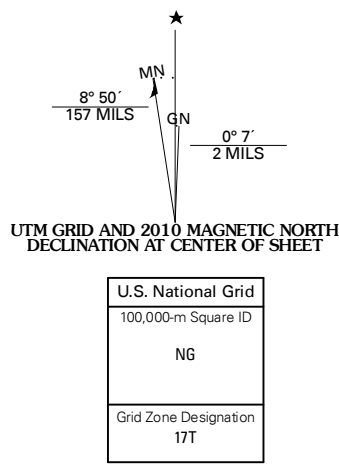 ★
MN
8° 50´
157 MILS
GN
0° 7´
2 MILS
UTM GRID AND 2010 MAGNETIC NORTH
DECLINATION AT CENTER OF SHEET
U.S. National Grid
100,000-m Square ID
NG
Grid Zone Designation
17T